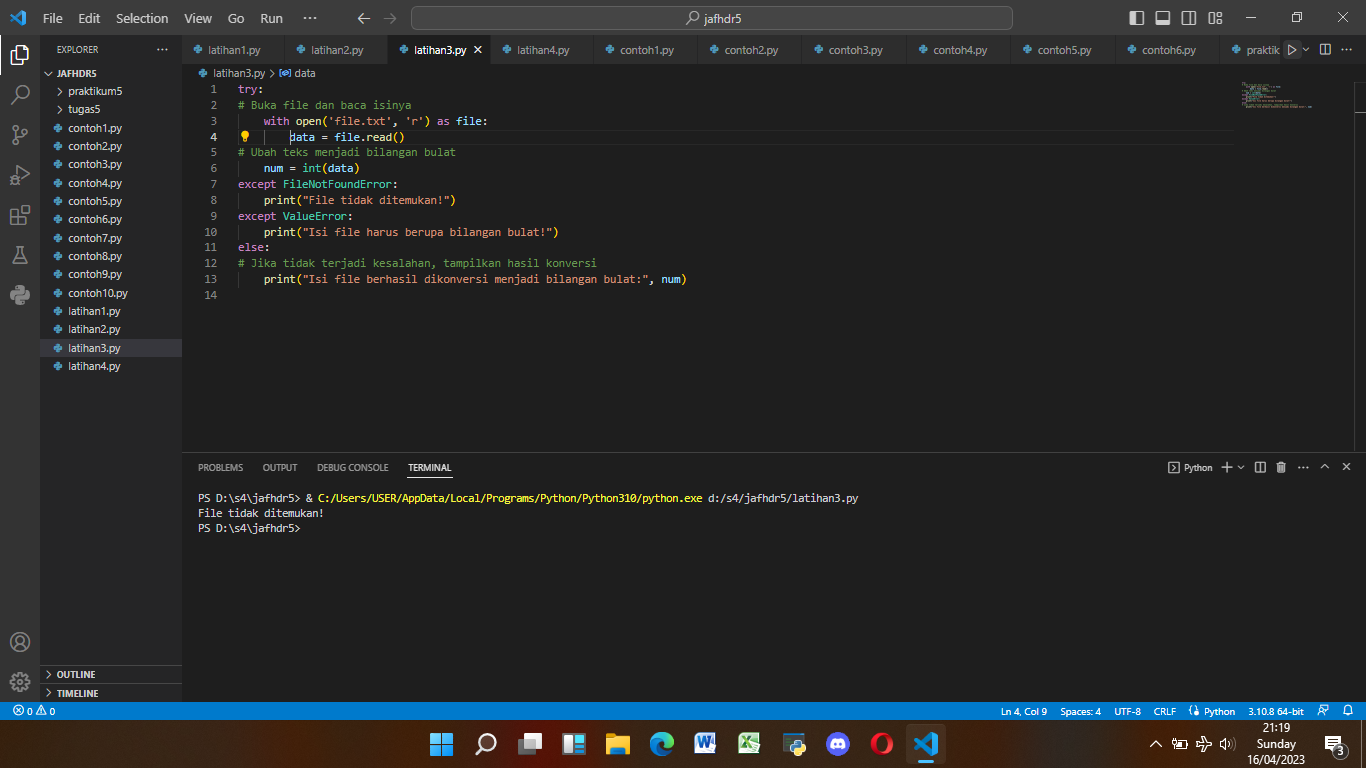 File Edit Selection View Go Run ··· jafhdr5
EXPLORER ···
latihan1.py latihan2.py latihan3.py latihan4.py contoh1.py contoh2.py contoh3.py contoh4.py contoh5.py contoh6.py praktik
JAFHDR5
praktikum5
tugas5
contoh1.py
contoh2.py
contoh3.py
contoh4.py
contoh5.py
contoh6.py
contoh7.py
contoh8.py
contoh9.py
contoh10.py
latihan1.py
latihan2.py
latihan3.py
latihan4.py
OUTLINE
TIMELINE
latihan3.py > data
1 try:
2 # Buka file dan baca isinya
3 with open('file.txt', 'r') as file:
4 data = file.read()
5 # Ubah teks menjadi bilangan bulat
6 num = int(data)
7 except FileNotFoundError:
8 print("File tidak ditemukan!")
9 except ValueError:
10 print("Isi file harus berupa bilangan bulat!")
11 else:
12 # Jika tidak terjadi kesalahan, tampilkan hasil konversi
13 print("Isi file berhasil dikonversi menjadi bilangan bulat:", num)
14
PROBLEMS OUTPUT DEBUG CONSOLE TERMINAL Python
PS D:\s4\jafhdr5> & C:/Users/USER/AppData/Local/Programs/Python/Python310/python.exe d:/s4/jafhdr5/latihan3.py
File tidak ditemukan!
PS D:\s4\jafhdr5>
0 0 Ln 4, Col 9 Spaces: 4 UTF-8 CRLF Python 3.10.8 64-bit
21:19
Sunday
16/04/2023
3